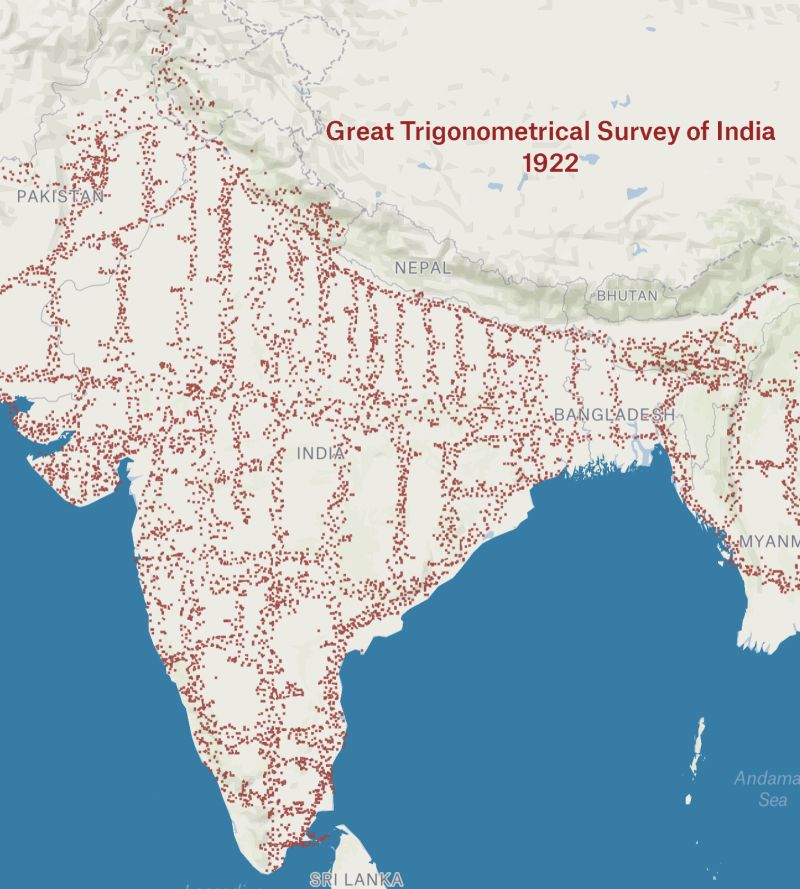 Great Trigonometrical Survey of India
1922
PAKISTAN
NEPAL
BHUTAN
BANGLADESH
INDIA
MYANM
Andama
Sea
SRI LANKA